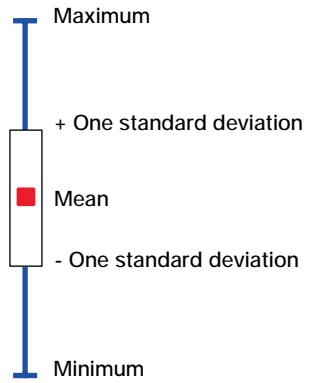 Maximum
+ One standard deviation
Mean
- One standard deviation
Minimum